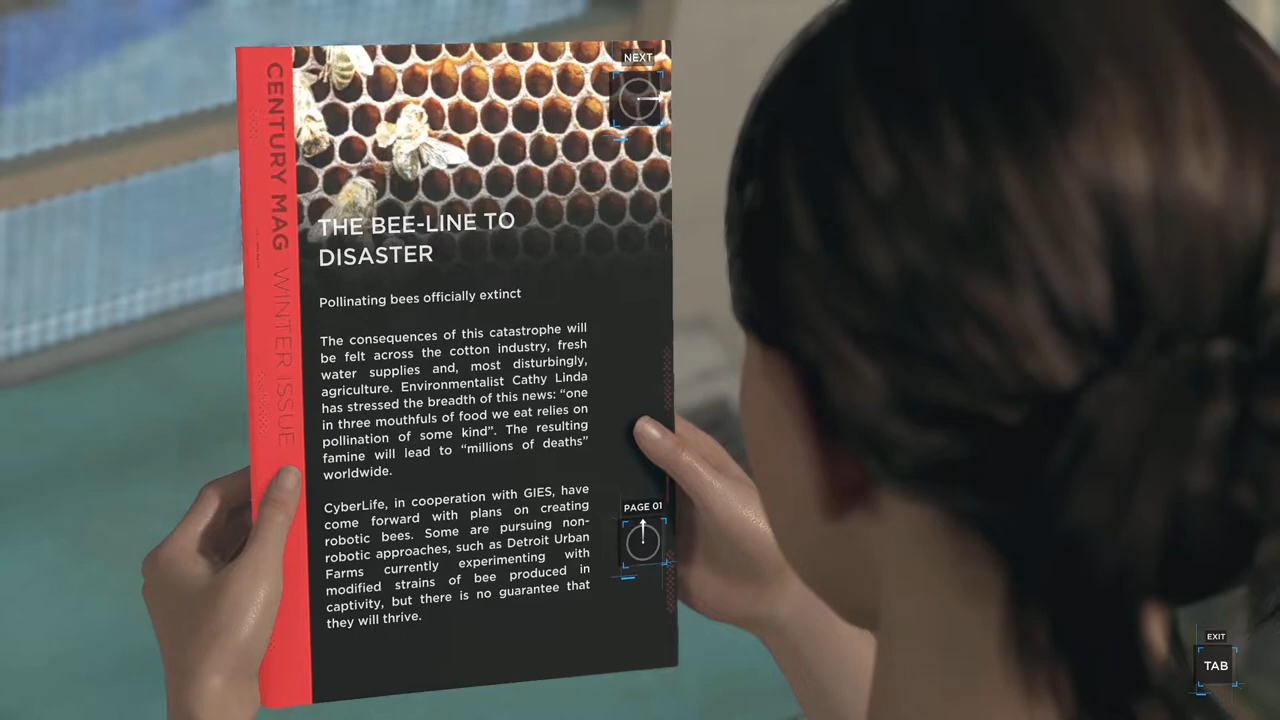 CENTURY MAG WINTER ISSUE
NEXT
THE BEE-LINE TO
DISASTER
Pollinating bees officially extinct
The consequences of this catastrophe will
be felt across the cotton industry, fresh
water supplies and, most disturbingly,
agriculture. Environmentalist Cathy Linda
has stressed the breadth of this news: “one
in three mouthfuls of food we eat relies on
pollination of some kind”. The resulting
famine will lead to “millions of deaths”
worldwide.
CyberLife, in cooperation with GIES, have
come forward with plans on creating
robotic bees. Some are pursuing non-
robotic approaches, such as Detroit Urban
Farms currently experimenting with
modified strains of bee produced in
captivity, but there is no guarantee that
they will thrive.
PAGE 01
EXIT
TAB